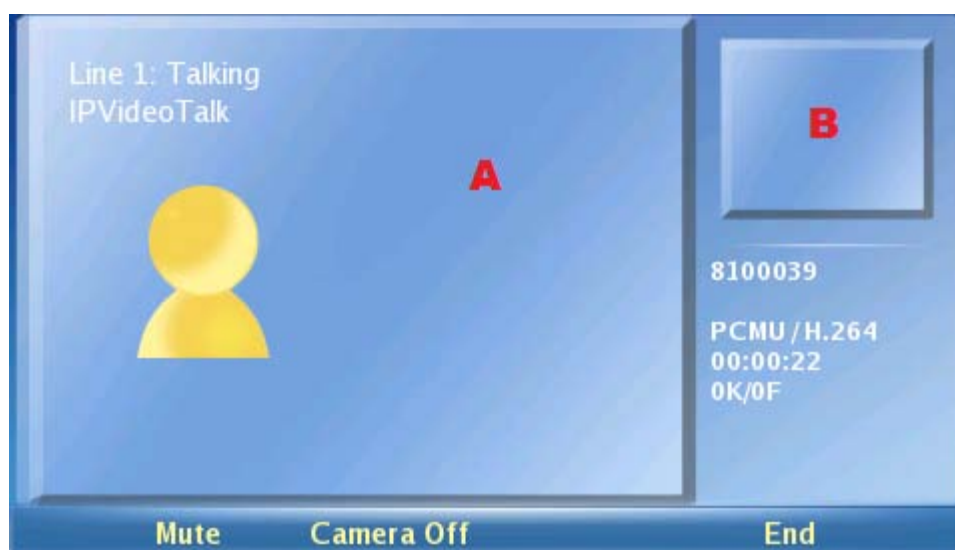 Line 1: Talking
IPVideoTalk
A
B
8100039
PCMU/H.264
00:00:22
0K/0F
Mute
Camera Off
End